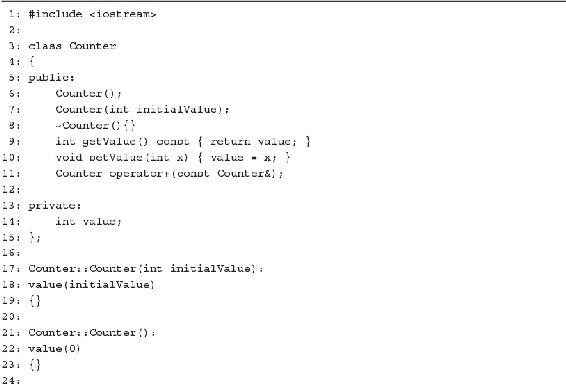 1: #include <iostream>
2:
3: class Counter
4: {
5: public:
6:     Counter();
7:     Counter(int initialValue);
8:     ~Counter(){}
9:     int getValue() const { return value; }
10:     void setValue(int x) { value = x; }
11:     Counter operator+(const Counter&);
12:
13: private:
14:     int value;
15: };
16:
17: Counter::Counter(int initialValue):
18: value(initialValue)
19: {}
20:
21: Counter::Counter():
22: value(0)
23: {}
24: